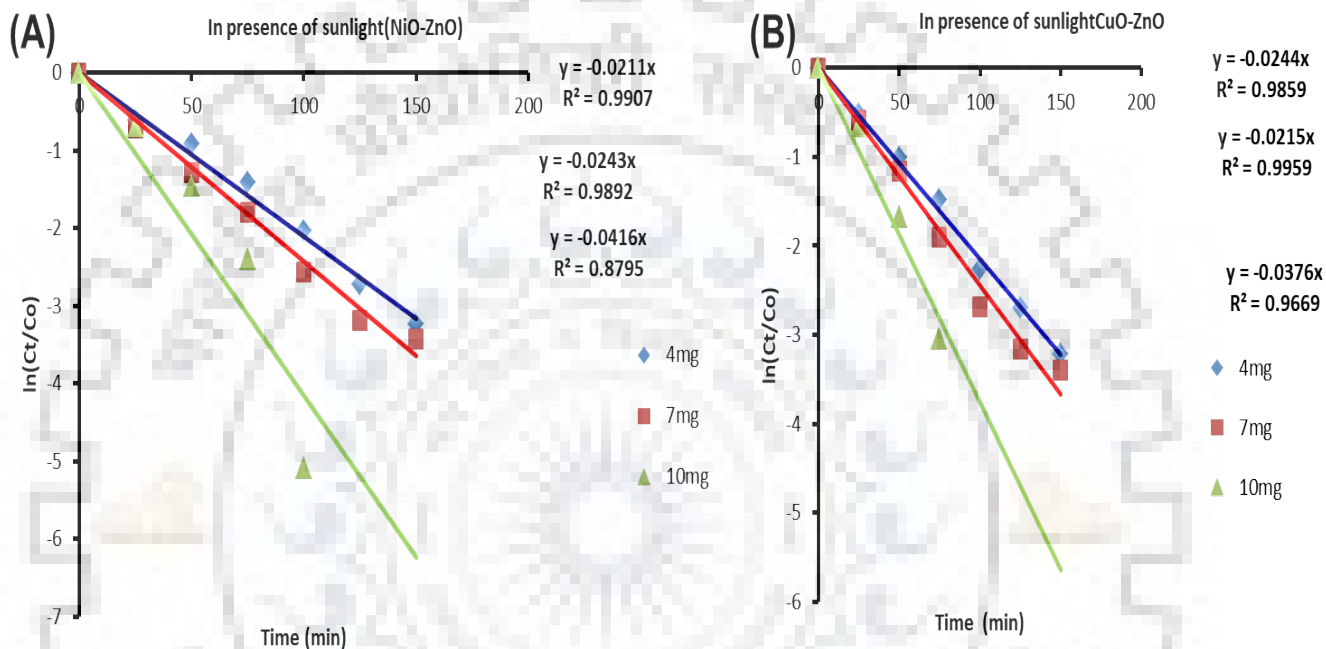 (A)
In presence of sunlight(NiO-ZnO)
0
0
50
100
150
200
-1
-2
-3
-4
-5
-6
-7
ln(Ct/Co)
Time (min)
y = -0.0211x
R² = 0.9907
y = -0.0243x
R² = 0.9892
y = -0.0416x
R² = 0.8795
4mg
7mg
10mg
(B)
In presence of sunlightCuO-ZnO
0
0
50
100
150
200
-1
-2
-3
-4
-5
-6
ln(Ct/Co)
Time (min)
y = -0.0244x
R² = 0.9859
y = -0.0215x
R² = 0.9959
y = -0.0376x
R² = 0.9669
4mg
7mg
10mg